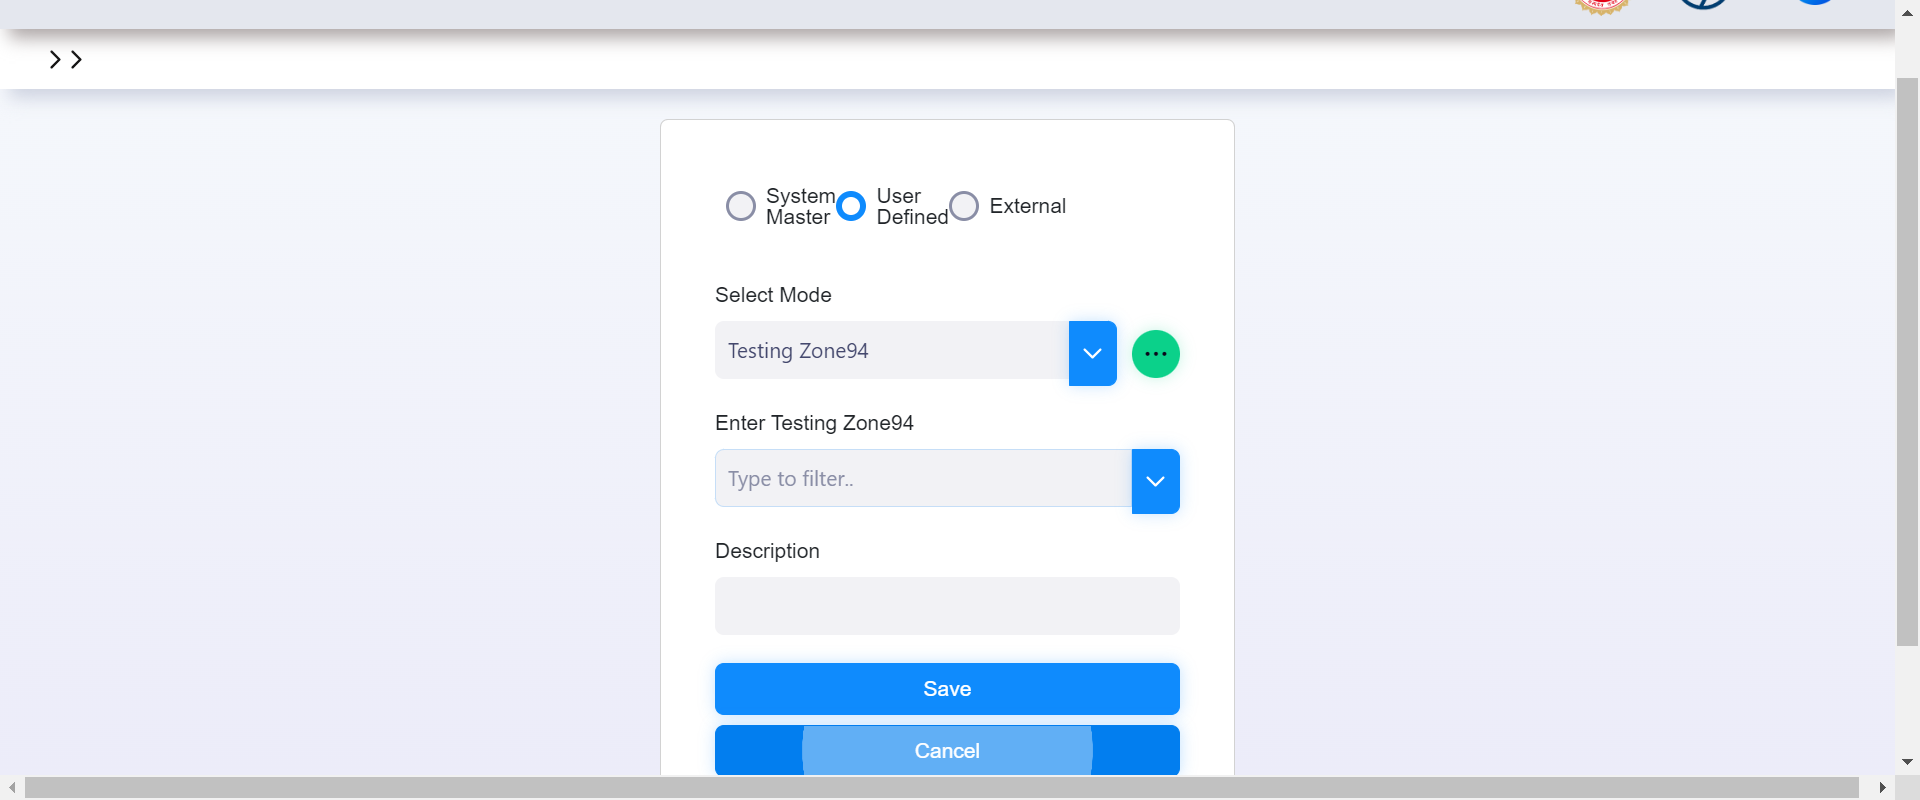 System
Master
User
Defined
External
Select Mode
Testing Zone94
Enter Testing Zone94
Type to filter..
Description
Save
Cancel